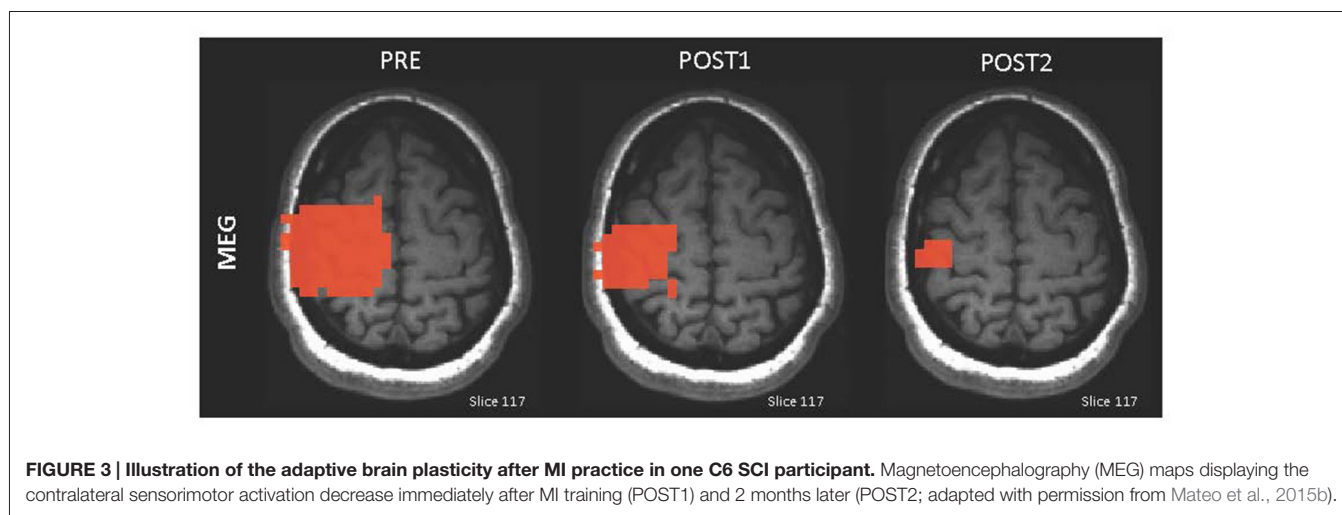 PRE POST1 POST2
MEG
Slice 117 Slice 117 Slice 117
FIGURE 3 | Illustration of the adaptive brain plasticity after MI practice in one C6 SCI participant. Magnetoencephalography (MEG) maps displaying the
contralateral sensorimotor activation decrease immediately after MI training (POST1) and 2 months later (POST2; adapted with permission from Mateo et al., 2015b).